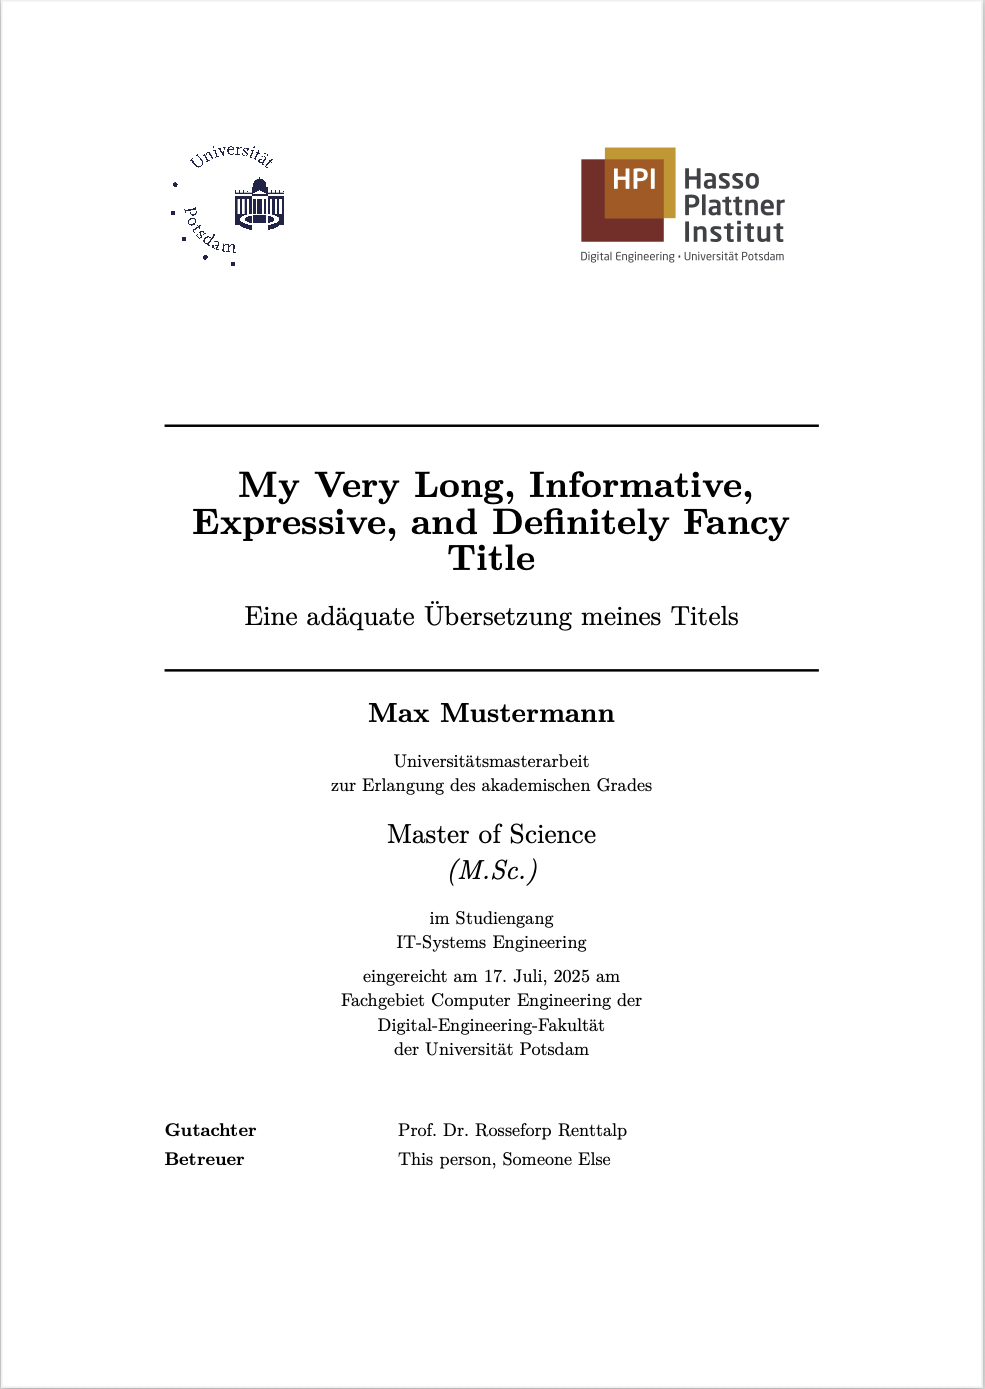 Universität
Potsdam
HPI
Hasso
Plattner
Institut
Digital Engineering • Universität Potsdam
My Very Long, Informative,
Expressive, and Definitely Fancy
Title
Eine adäquate Übersetzung meines Titels
Max Mustermann
Universitätsmasterarbeit
zur Erlangung des akademischen Grades
Master of Science
(M.Sc.)
im Studiengang
IT-Systems Engineering
eingereicht am 17. Juli, 2025 am
Fachgebiet Computer Engineering der
Digital-Engineering-Fakultät
der Universität Potsdam
Gutachter Prof. Dr. Rosseforp Renttalp
Betreuer This person, Someone Else